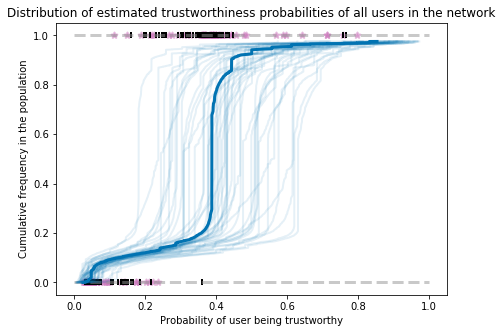 Distribution of estimated trustworthiness probabilities of all users in the network
1.0
0.8
0.6
0.4
0.2
0.0
Cumulative frequency in the population
0.0 0.2 0.4 0.6 0.8 1.0
Probability of user being trustworthy